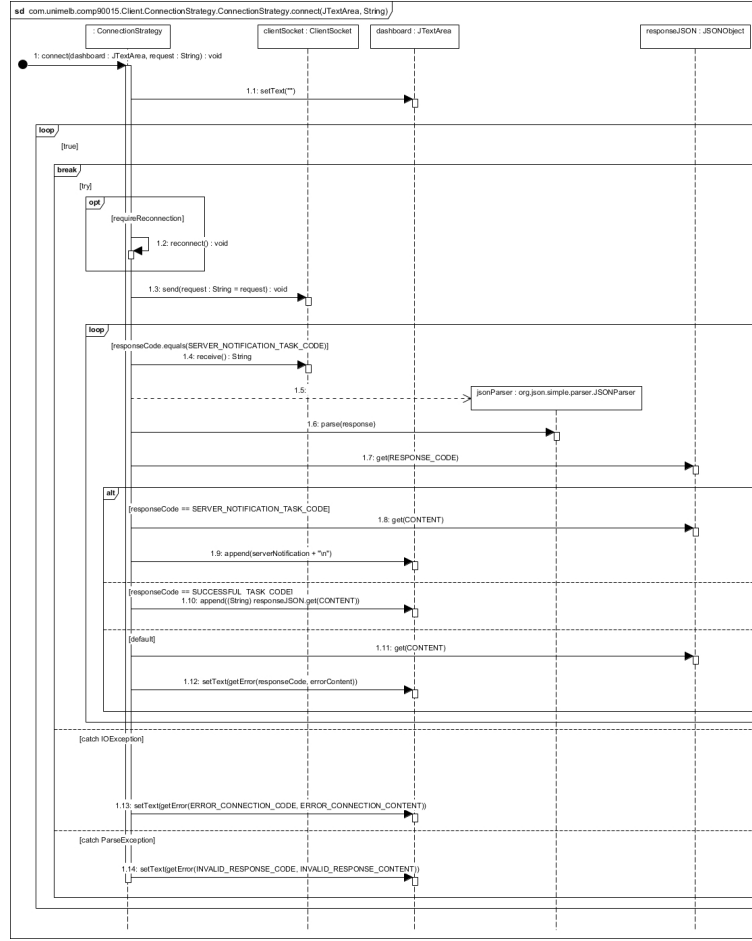 sd com.unimelb.comp90015.Client.ConnectionStrategy.ConnectionStrategy.connect(JTextArea, String)
: ConnectionStrategy
clientSocket : ClientSocket
dashboard : JTextArea
responseJSON : JSONObject
1: connect(dashboard : JTextArea, request : String) : void
1.1: setText("")
loop
[true]
break
[try]
opt
[requireReconnection]
1.2: reconnect() : void
1.3: send(request : String = request) : void
loop
[responseCode.equals(SERVER_NOTIFICATION_TASK_CODE)]
1.4: receive() : String
1.5:
jsonParser : org.json.simple.parser.JSONParser
1.6: parse(response)
1.7: get(RESPONSE_CODE)
alt
[responseCode == SERVER_NOTIFICATION_TASK_CODE]
1.8: get(CONTENT)
1.9: append(serverNotification + "\n")
[responseCode == SUCCESSFUL_TASK_CODE]
1.10: append((String) responseJSON.get(CONTENT))
[default]
1.11: get(CONTENT)
1.12: setText(getError(responseCode, errorContent))
[catch IOException]
1.13: setText(getError(ERROR_CONNECTION_CODE, ERROR_CONNECTION_CONTENT))
[catch ParseException]
1.14: setText(getError(INVALID_RESPONSE_CODE, INVALID_RESPONSE_CONTENT))